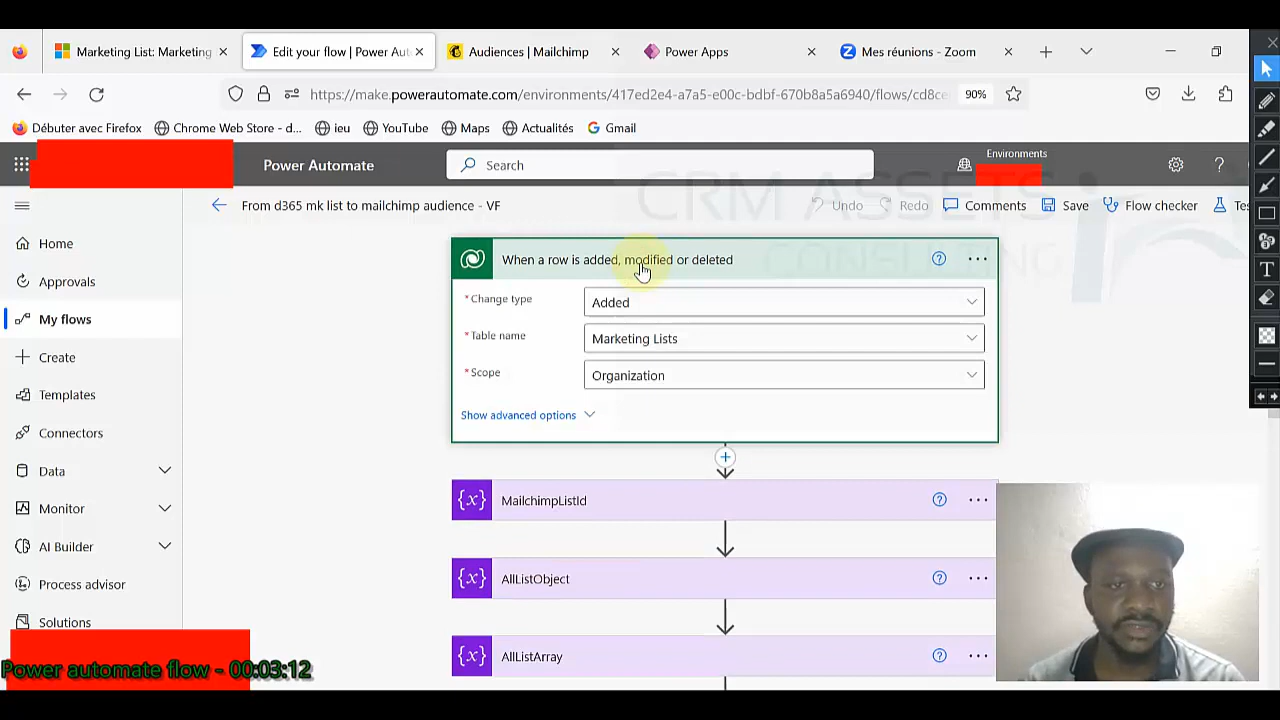 Marketing List: Marketing
Edit your flow | Power Aut
Audiences | Mailchimp
Power Apps
Mes réunions - Zoom
https://make.powerautomate.com/environments/417ed2e4-a7a5-e00c-bdbf-670b8a5a6940/flows/cd8ce
90%
Débuter avec Firefox
Chrome Web Store - d...
ieu
YouTube
Maps
Actualités
Gmail
Power Automate
Search
Environments
CRM ASSETS
CONSULTING
From d365 mk list to mailchimp audience - VF
Undo
Redo
Comments
Save
Flow checker
Tes
Home
Approvals
My flows
Create
Templates
Connectors
Data
Monitor
AI Builder
Process advisor
Solutions
When a row is added, modified or deleted
* Change type
Added
* Table name
Marketing Lists
* Scope
Organization
Show advanced options
{x} MailchimpListId
{x} AllListObject
{x} AllListArray
Power automate flow - 00:03:12